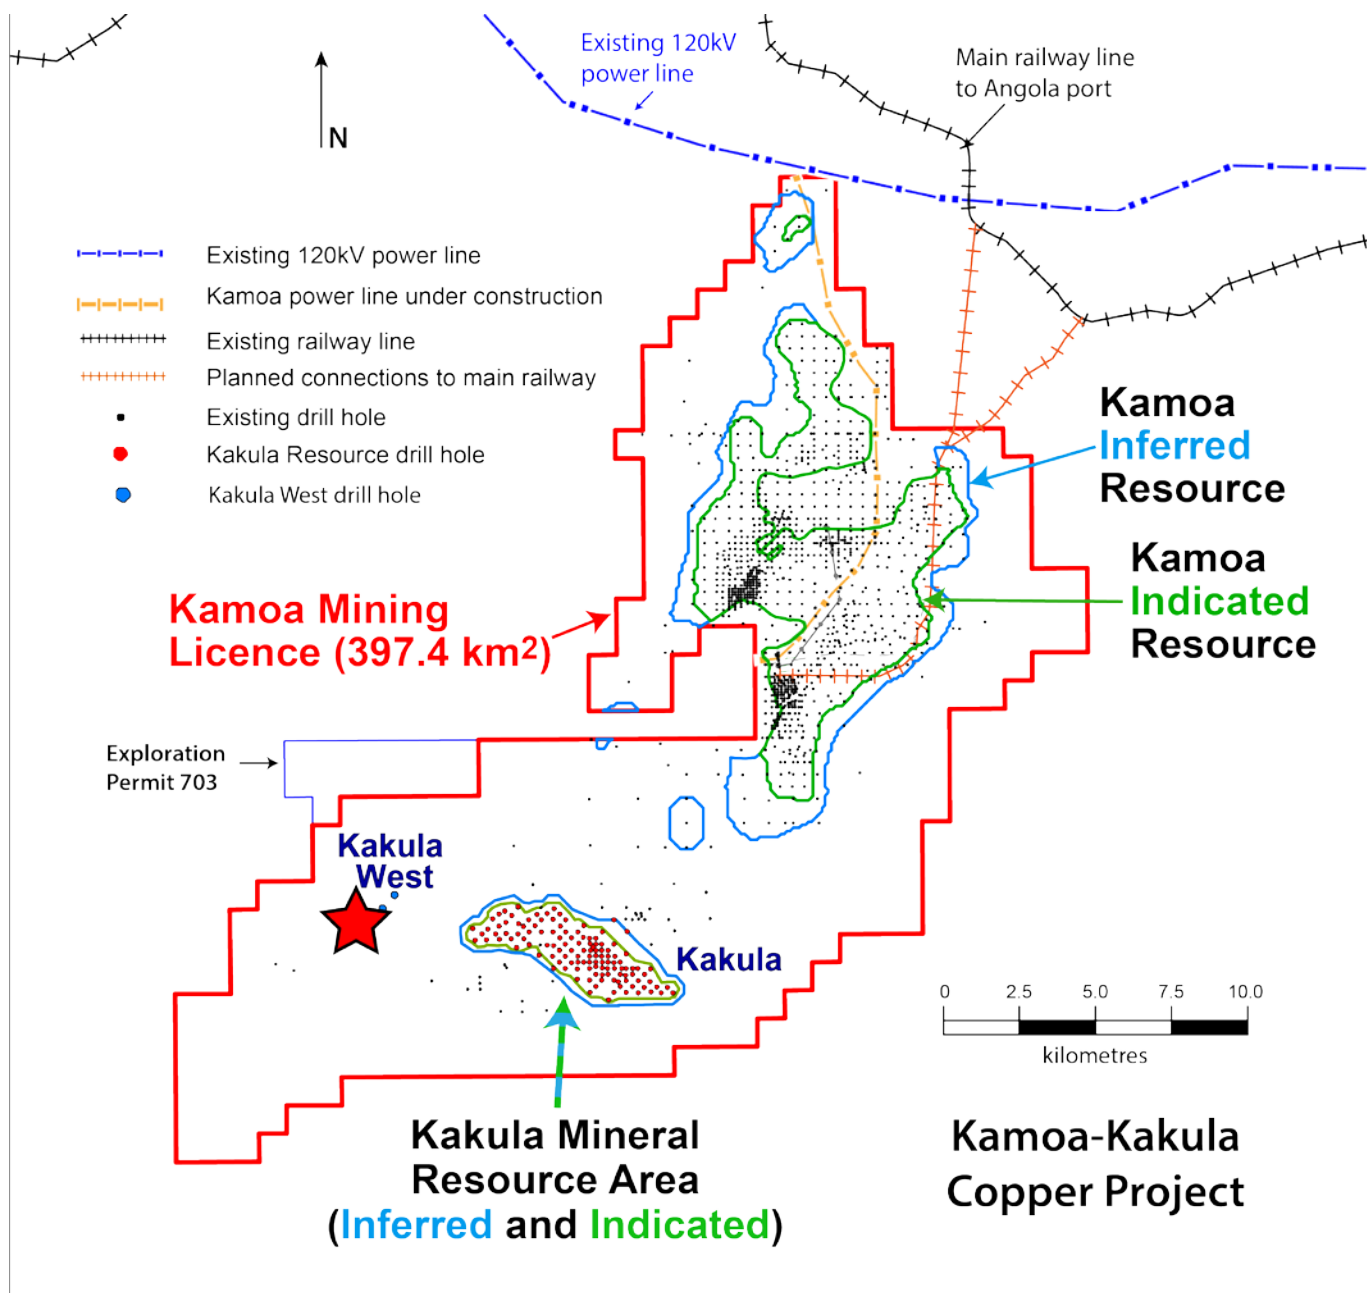 Existing 120kV
power line
Main railway line
to Angola port
N
Existing 120kV power line
Kamoa power line under construction
Existing railway line
Planned connections to main railway
Existing drill hole
Kakula Resource drill hole
Kakula West drill hole
Kamoa
Inferred
Resource
Kamoa
Indicated
Resource
Kamoa Mining
Licence (397.4 km²)
Exploration
Permit 703
Kakula
West
Kakula
0 2.5 5.0 7.5 10.0
kilometres
Kakula Mineral
Resource Area
(Inferred and Indicated)
Kamoa-Kakula
Copper Project